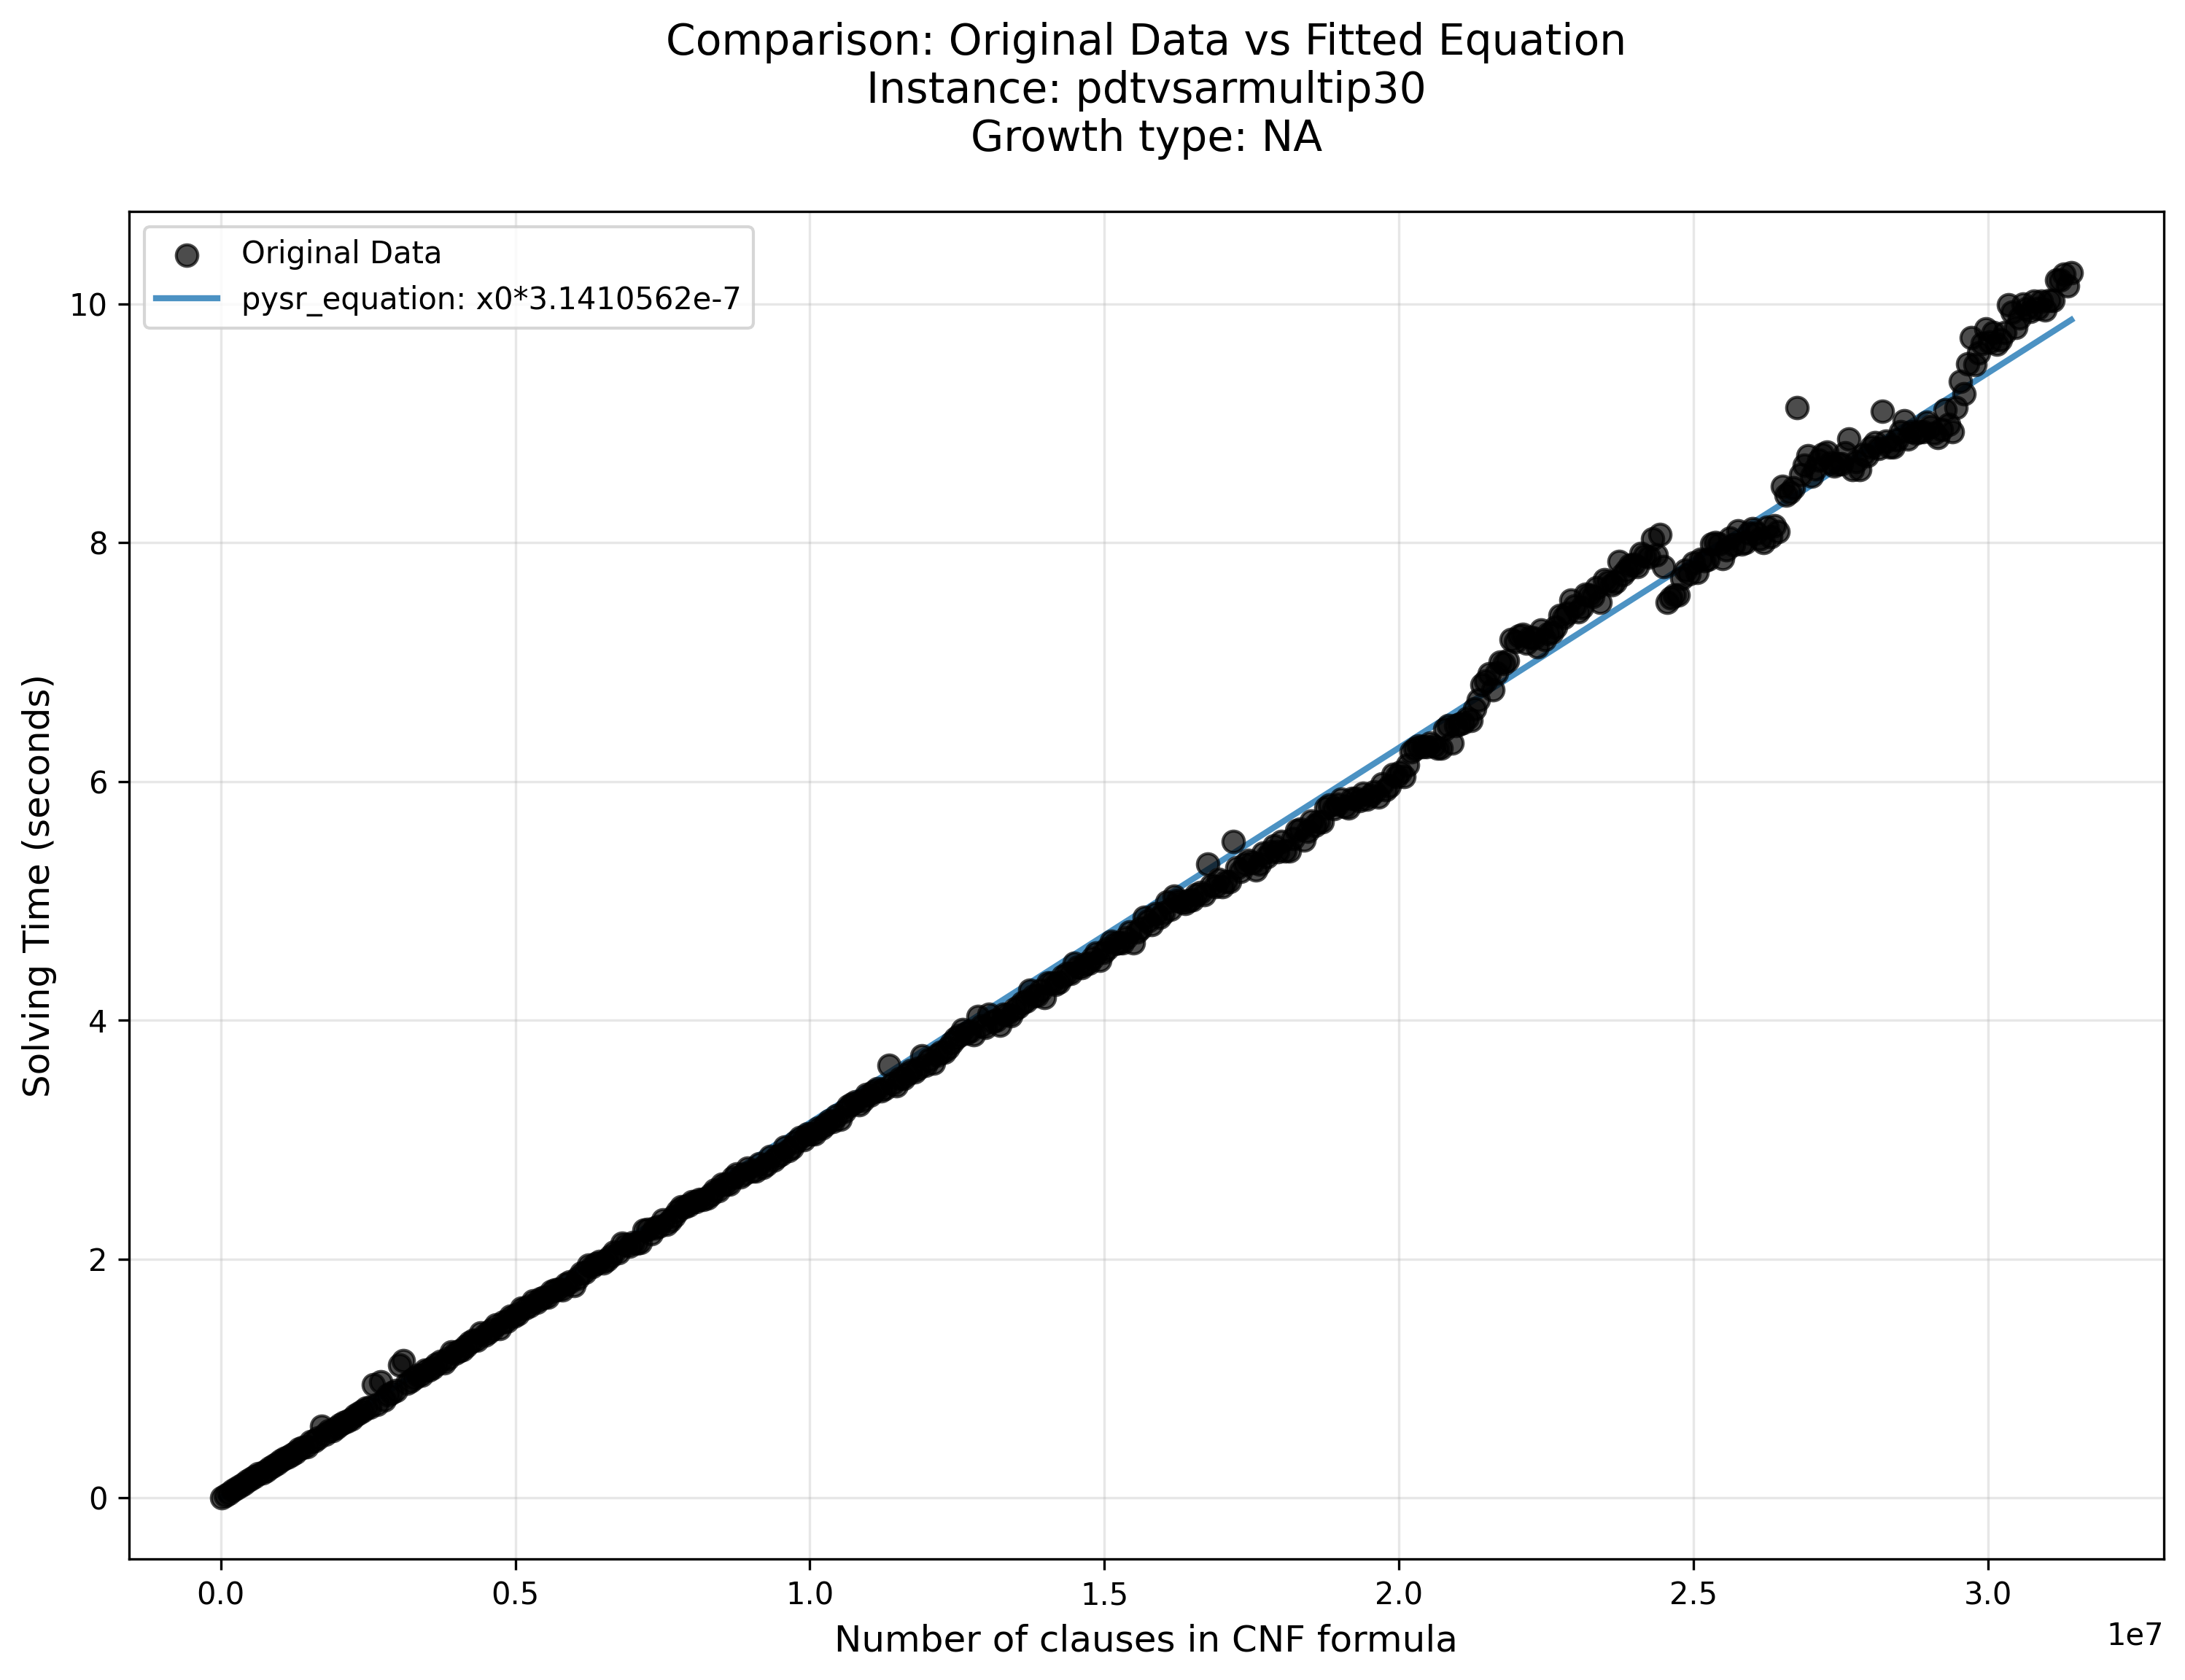 Comparison: Original Data vs Fitted Equation
Instance: pdtvsarmultip30
Growth type: NA
Original Data
pysr_equation: x0*3.1410562e-7
10
8
6
4
2
0
Solving Time (seconds)
0.0 0.5 1.0 1.5 2.0 2.5 3.0
1e7
Number of clauses in CNF formula